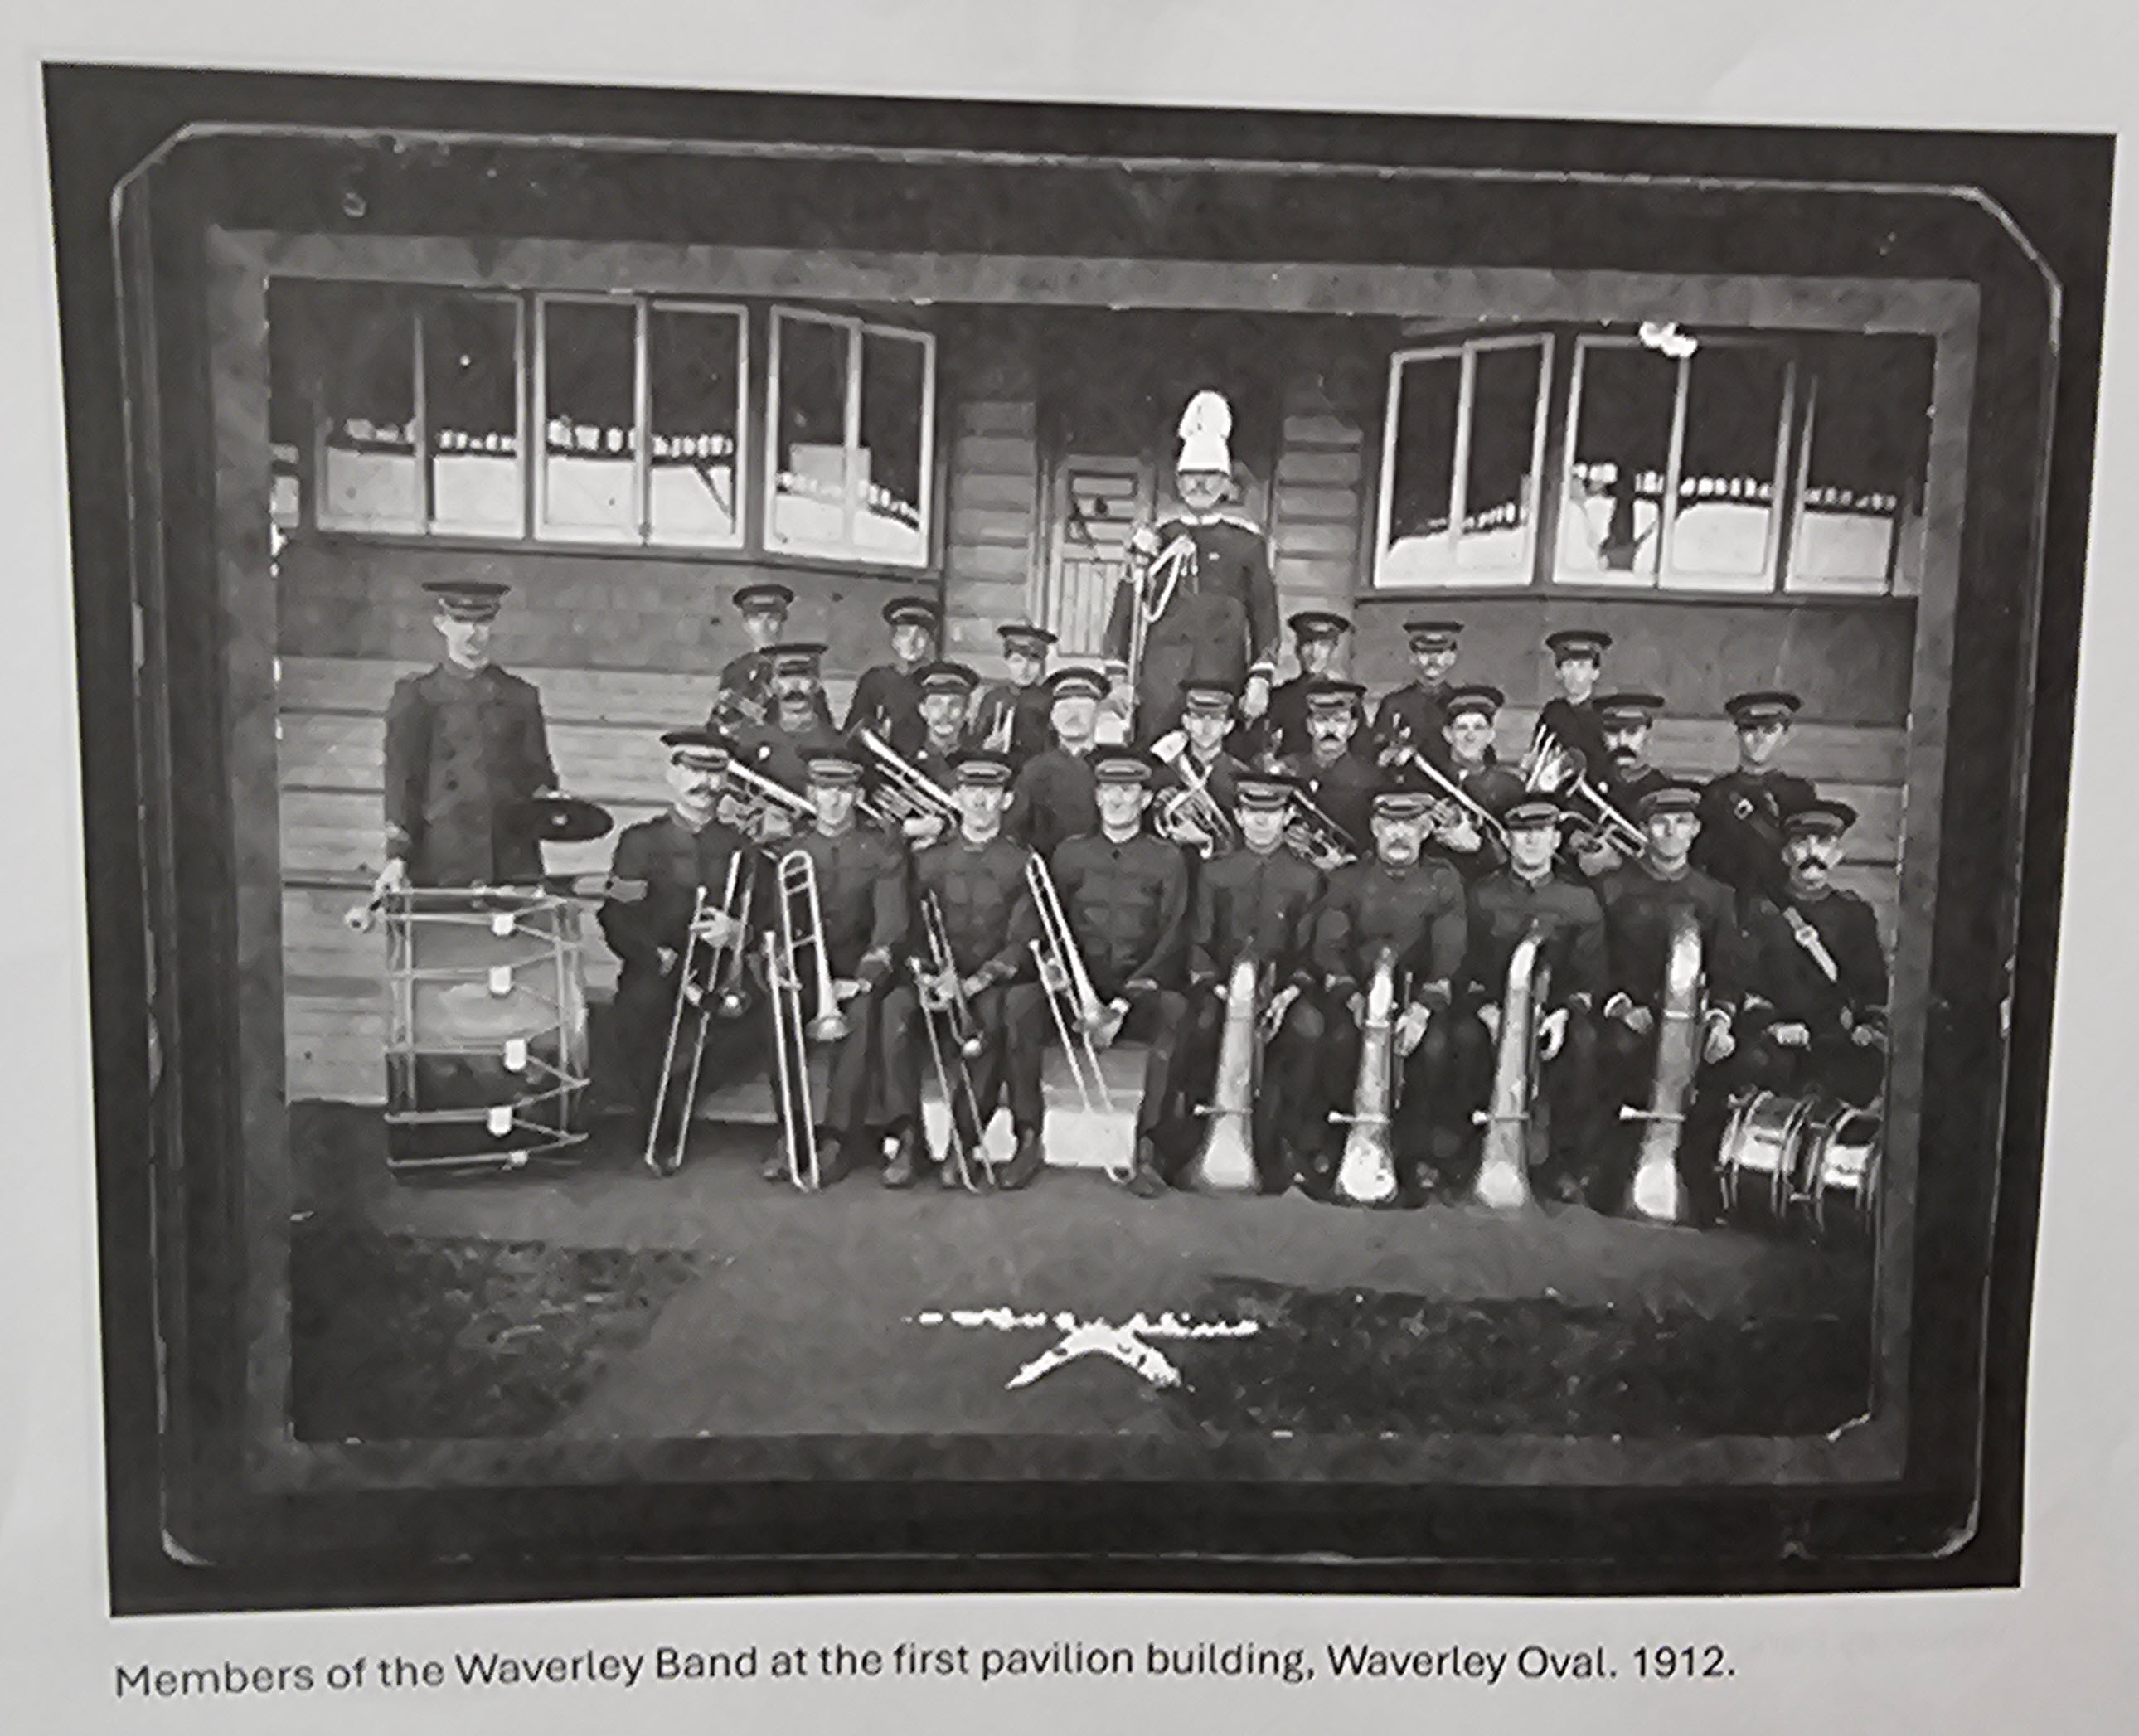 Members of the Waverley Band at the first pavilion building, Waverley Oval. 1912.